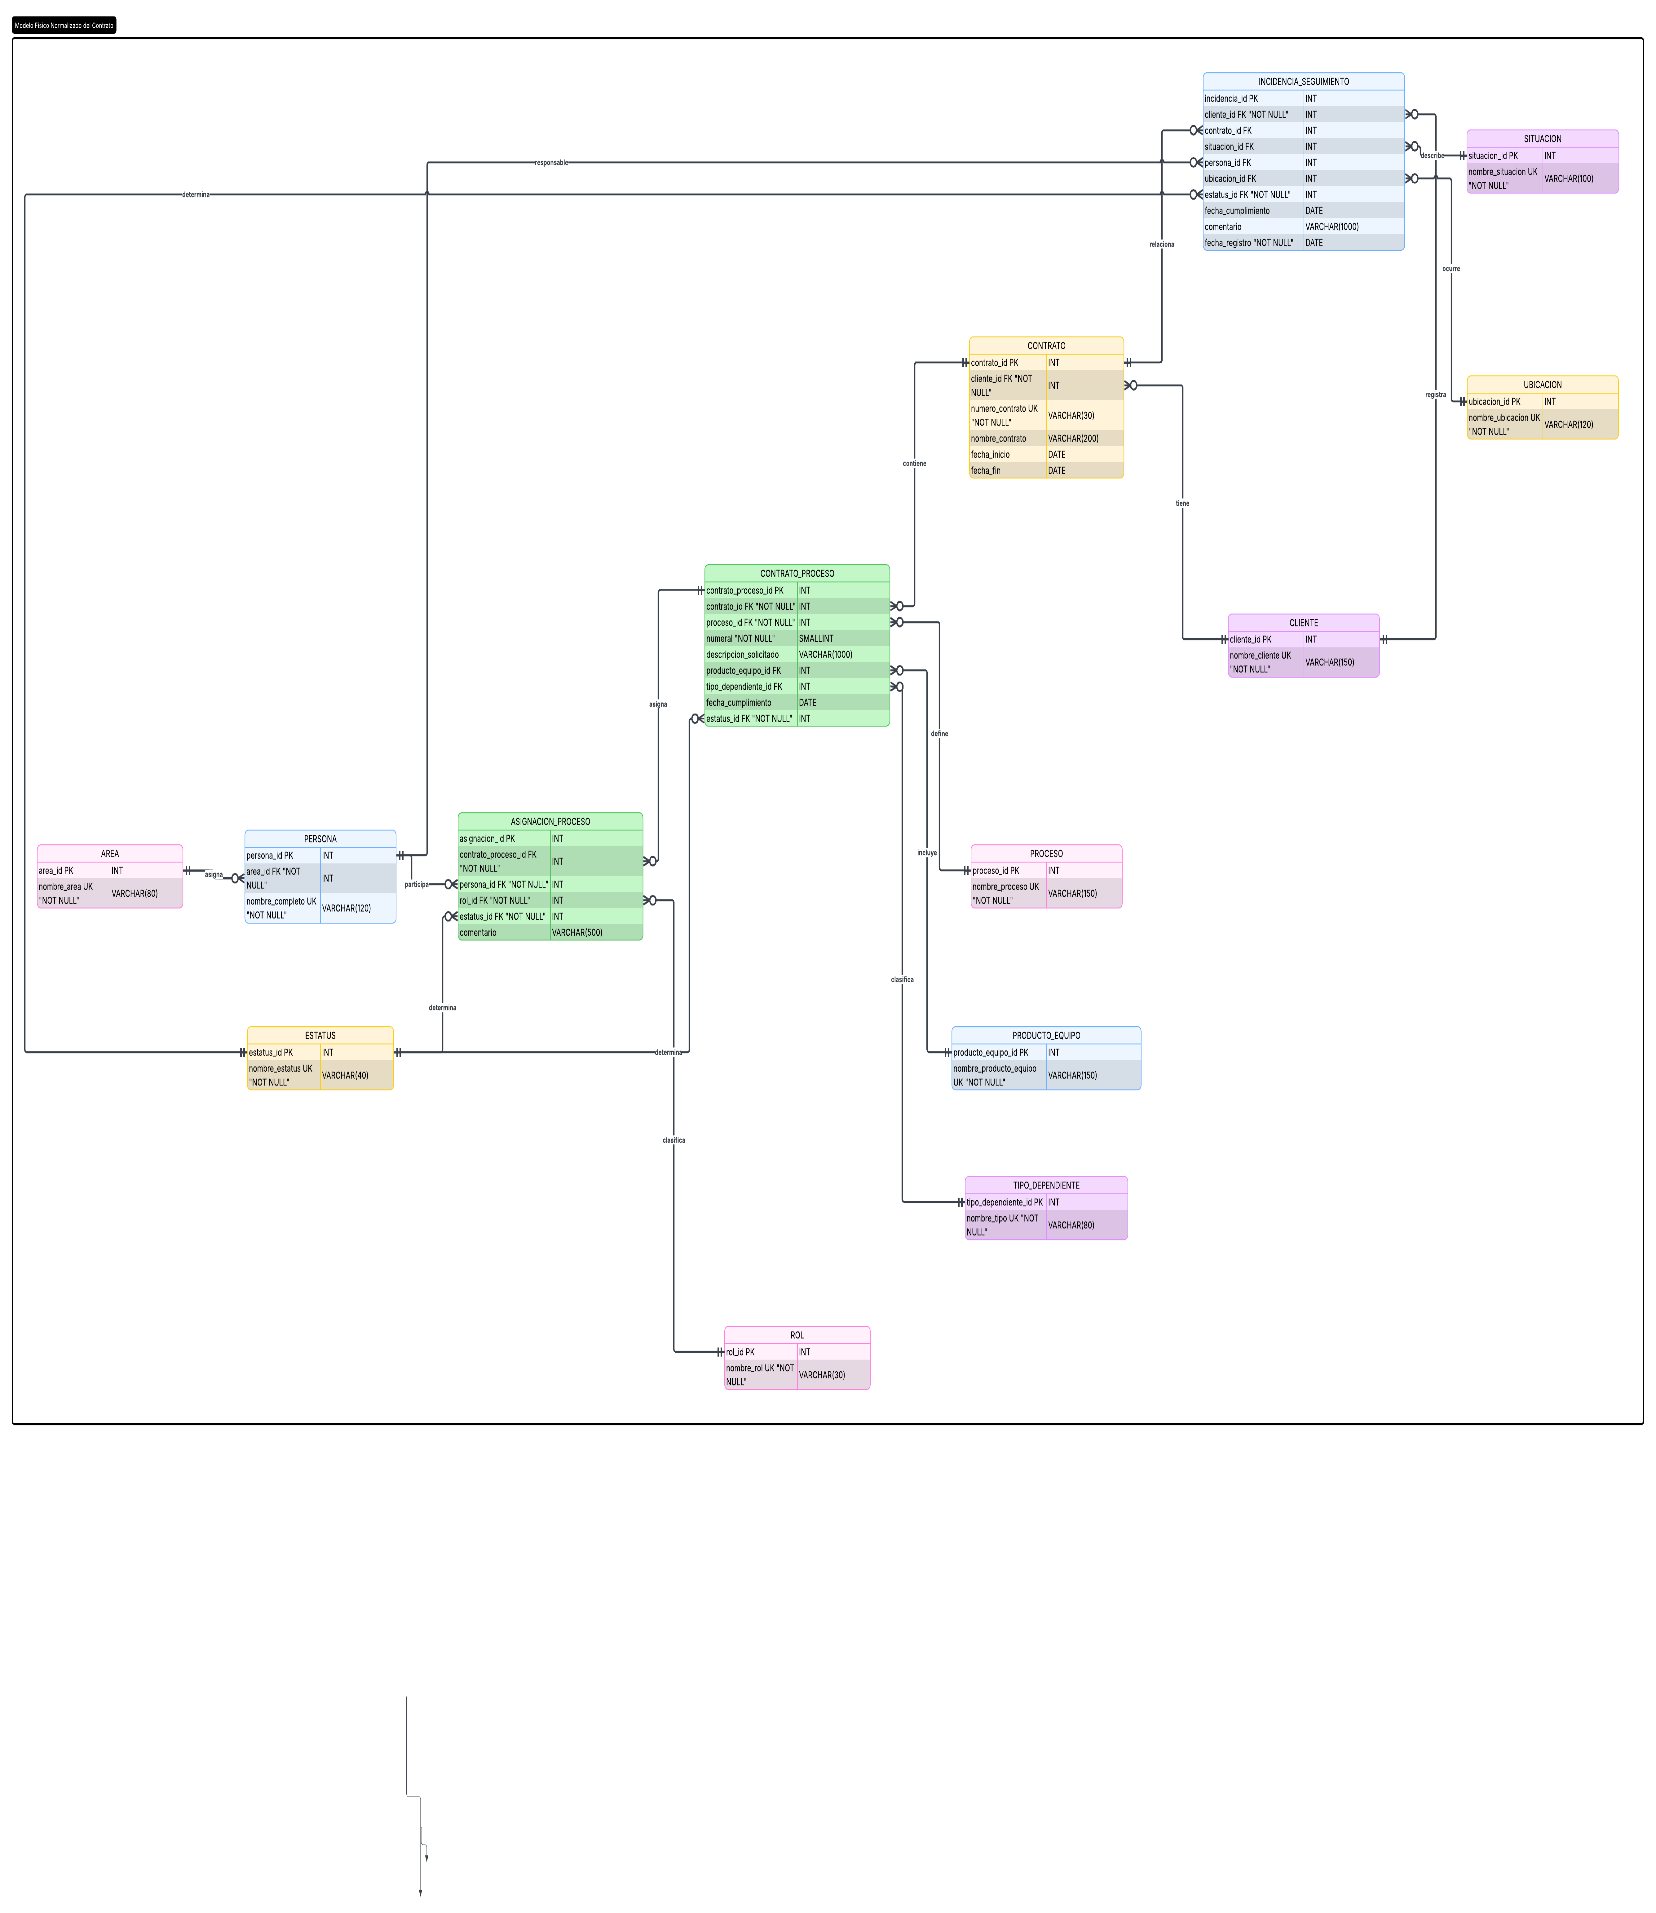 Modelo Fisico Normalizado del Contrato
INCIDENCIA_SEGUIMIENTO
incidencia_id PK INT
cliente_id FK "NOT NULL" INT
contrato_id FK INT
situacion_id FK INT
persona_id FK INT
ubicacion_id FK INT
estatus_id FK "NOT NULL" INT
fecha_cumplimiento DATE
comentario VARCHAR(1000)
fecha_registro "NOT NULL" DATE
SITUACION
situacion_id PK INT
nombre_situacion UK
"NOT NULL" VARCHAR(100)
describe
responsable
determina
relaciona
ocurre
CONTRATO
contrato_id PK INT
cliente_id FK "NOT
NULL" INT
numero_contrato UK
"NOT NULL" VARCHAR(30)
nombre_contrato VARCHAR(200)
fecha_inicio DATE
fecha_fin DATE
UBICACION
ubicacion_id PK INT
nombre_ubicacion UK
"NOT NULL" VARCHAR(120)
registra
contiene
tiene
CONTRATO_PROCESO
contrato_proceso_id PK INT
contrato_id FK "NOT NULL" INT
proceso_id FK "NOT NULL" INT
numeral "NOT NULL" SMALLINT
descripcion_solicitado VARCHAR(1000)
producto_equipo_id FK INT
tipo_dependiente_id FK INT
fecha_cumplimiento DATE
estatus_id FK "NOT NULL" INT
CLIENTE
cliente_id PK INT
nombre_cliente UK
"NOT NULL" VARCHAR(150)
asigna
define
AREA
area_id PK INT
nombre_area UK
"NOT NULL" VARCHAR(80)
asigna
PERSONA
persona_id PK INT
area_id FK "NOT
NULL" INT
nombre_completo UK
"NOT NULL" VARCHAR(120)
participa
ASIGNACION_PROCESO
asignacion_id PK INT
contrato_proceso_id FK
"NOT NULL" INT
persona_id FK "NOT NULL" INT
rol_id FK "NOT NULL" INT
estatus_id FK "NOT NULL" INT
comentario VARCHAR(500)
incluye
PROCESO
proceso_id PK INT
nombre_proceso UK
"NOT NULL" VARCHAR(150)
clasifica
determina
ESTATUS
estatus_id PK INT
nombre_estatus UK
"NOT NULL" VARCHAR(40)
determina
PRODUCTO_EQUIPO
producto_equipo_id PK INT
nombre_producto_equipo
UK "NOT NULL" VARCHAR(150)
clasifica
TIPO_DEPENDIENTE
tipo_dependiente_id PK INT
nombre_tipo UK "NOT
NULL" VARCHAR(80)
ROL
rol_id PK INT
nombre_rol UK "NOT
NULL" VARCHAR(30)